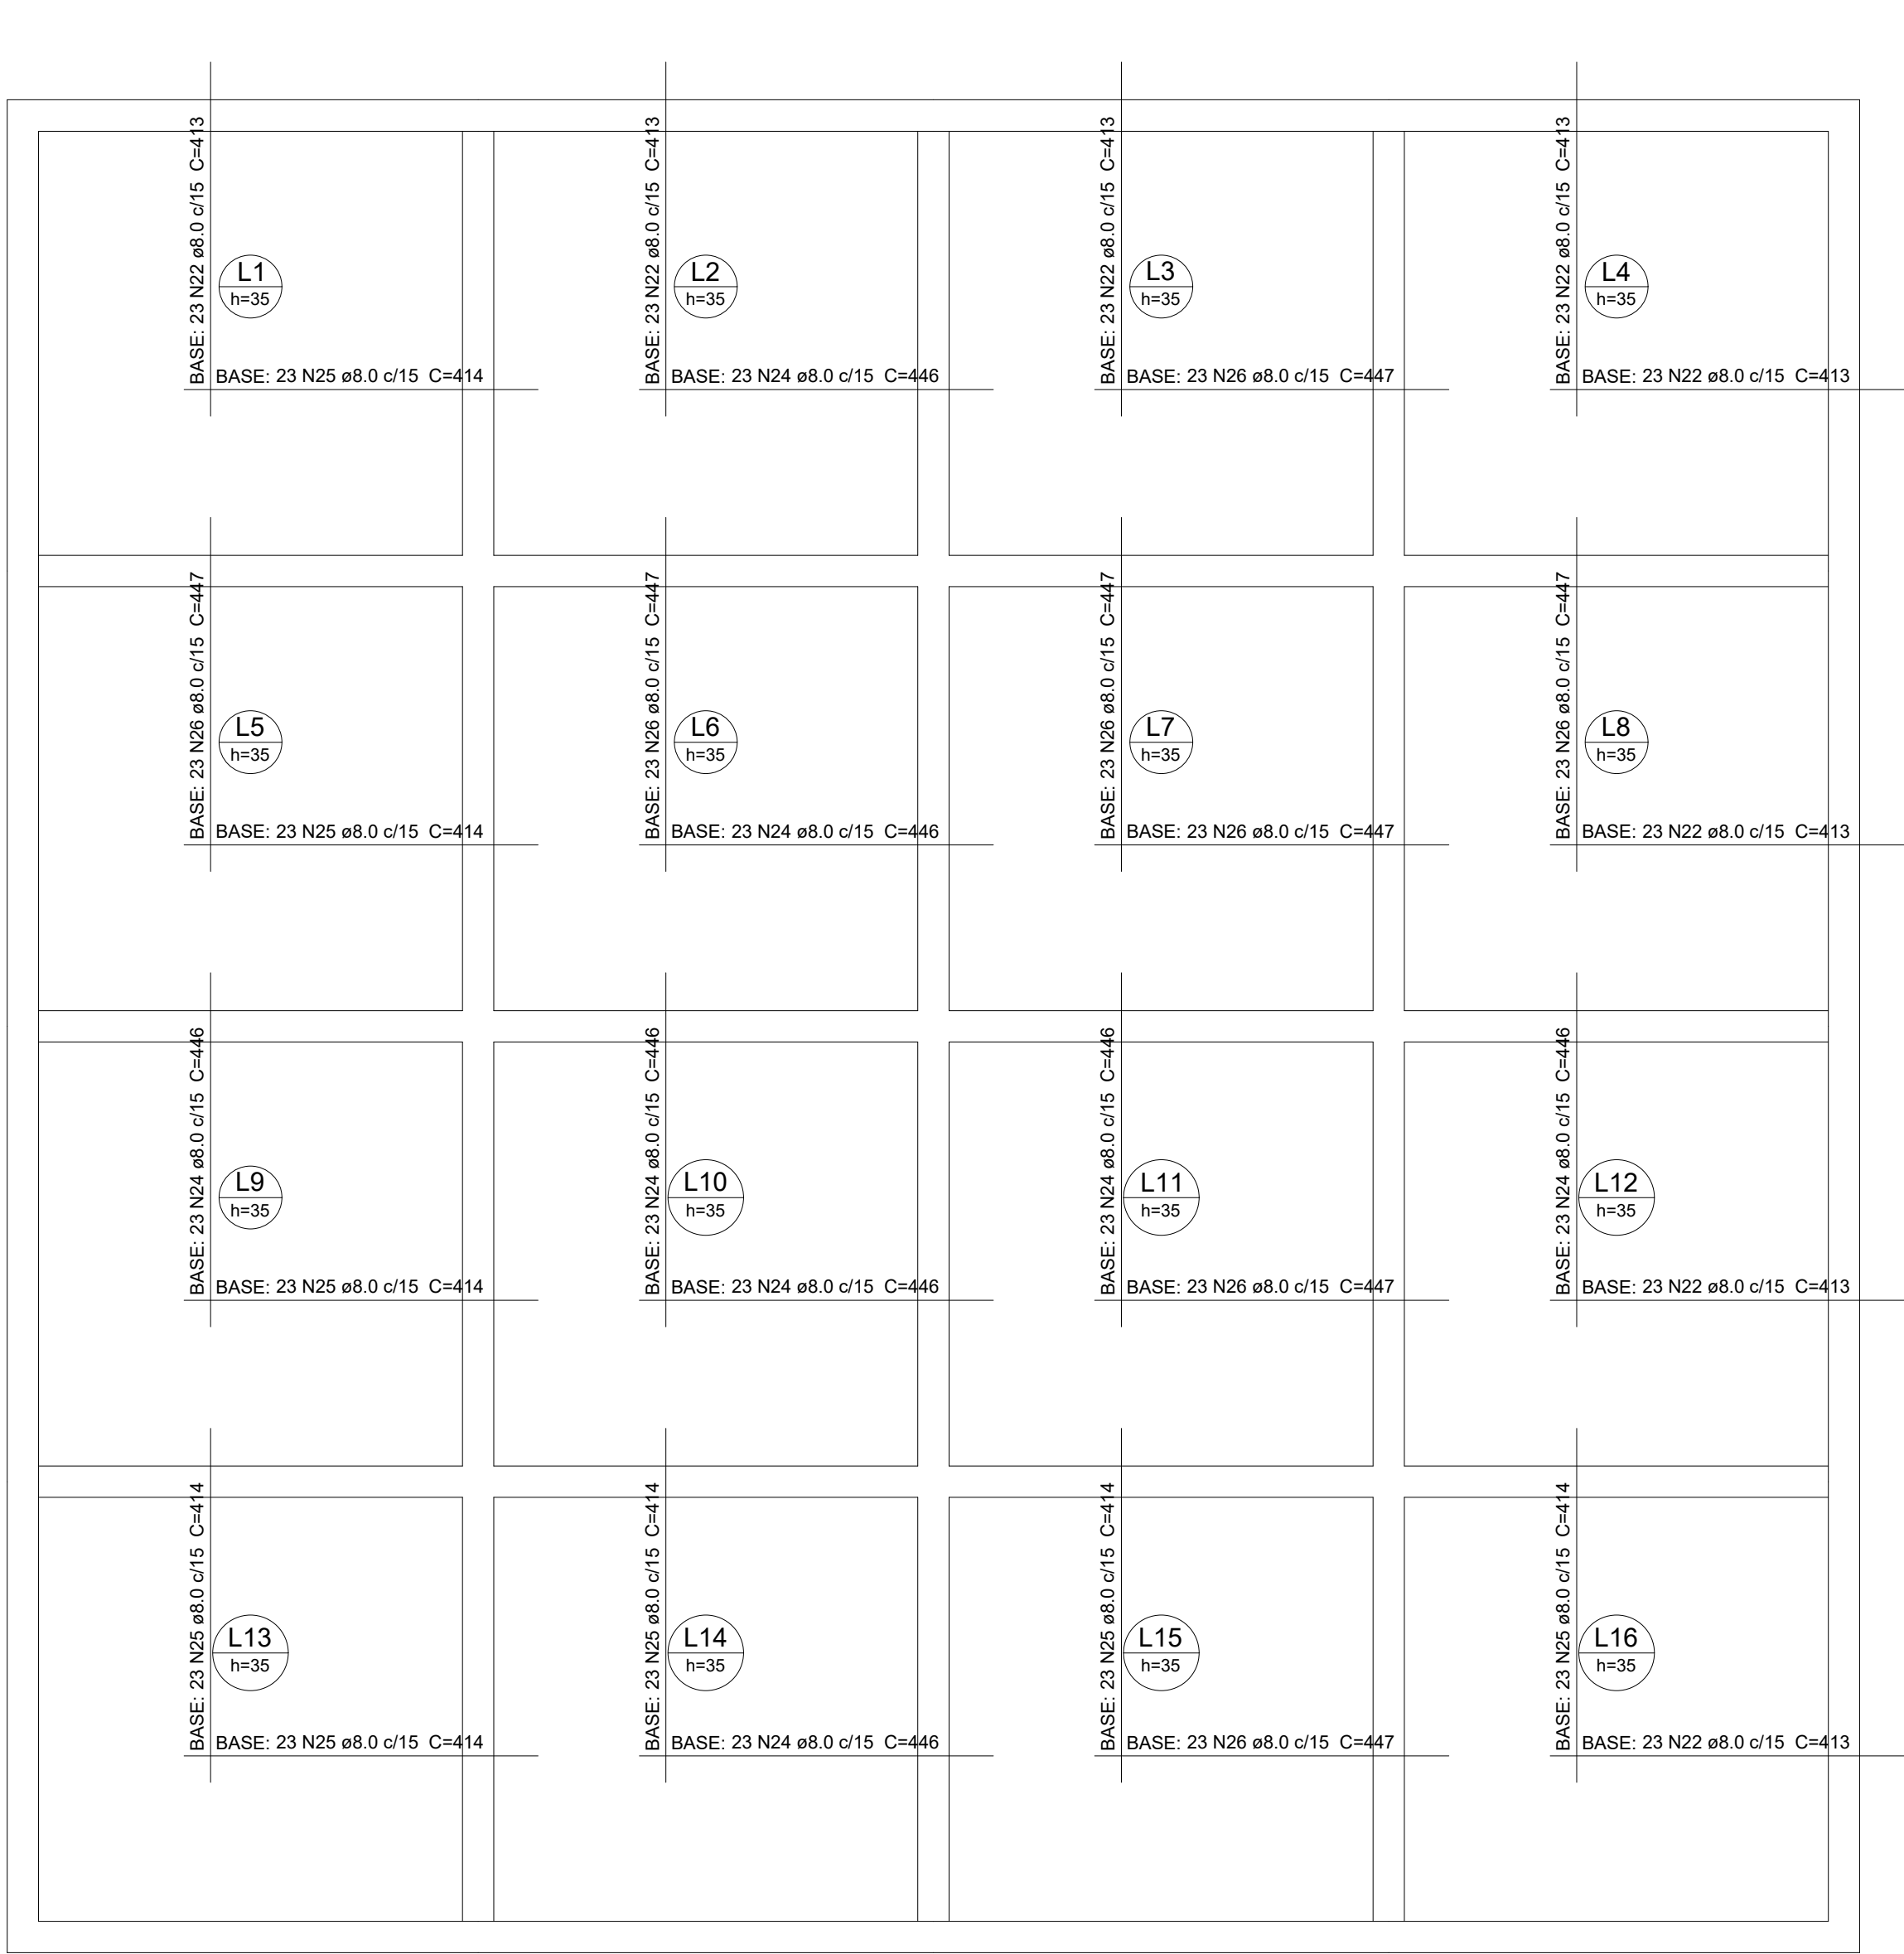 BASE: 23 N22 ø8.0 c/15 C=413
L1
h=35
BASE: 23 N25 ø8.0 c/15 C=414
BASE: 23 N22 ø8.0 c/15 C=413
L2
h=35
BASE: 23 N24 ø8.0 c/15 C=446
BASE: 23 N22 ø8.0 c/15 C=413
L3
h=35
BASE: 23 N26 ø8.0 c/15 C=447
BASE: 23 N22 ø8.0 c/15 C=413
L4
h=35
BASE: 23 N22 ø8.0 c/15 C=413
BASE: 23 N26 ø8.0 c/15 C=447
L5
h=35
BASE: 23 N25 ø8.0 c/15 C=414
BASE: 23 N26 ø8.0 c/15 C=447
L6
h=35
BASE: 23 N24 ø8.0 c/15 C=446
BASE: 23 N26 ø8.0 c/15 C=447
L7
h=35
BASE: 23 N26 ø8.0 c/15 C=447
BASE: 23 N26 ø8.0 c/15 C=447
L8
h=35
BASE: 23 N22 ø8.0 c/15 C=413
BASE: 23 N24 ø8.0 c/15 C=446
L9
h=35
BASE: 23 N25 ø8.0 c/15 C=414
BASE: 23 N24 ø8.0 c/15 C=446
L10
h=35
BASE: 23 N24 ø8.0 c/15 C=446
BASE: 23 N24 ø8.0 c/15 C=446
L11
h=35
BASE: 23 N26 ø8.0 c/15 C=447
BASE: 23 N24 ø8.0 c/15 C=446
L12
h=35
BASE: 23 N22 ø8.0 c/15 C=413
BASE: 23 N25 ø8.0 c/15 C=414
L13
h=35
BASE: 23 N25 ø8.0 c/15 C=414
BASE: 23 N25 ø8.0 c/15 C=414
L14
h=35
BASE: 23 N24 ø8.0 c/15 C=446
BASE: 23 N25 ø8.0 c/15 C=414
L15
h=35
BASE: 23 N26 ø8.0 c/15 C=447
BASE: 23 N25 ø8.0 c/15 C=414
L16
h=35
BASE: 23 N22 ø8.0 c/15 C=413